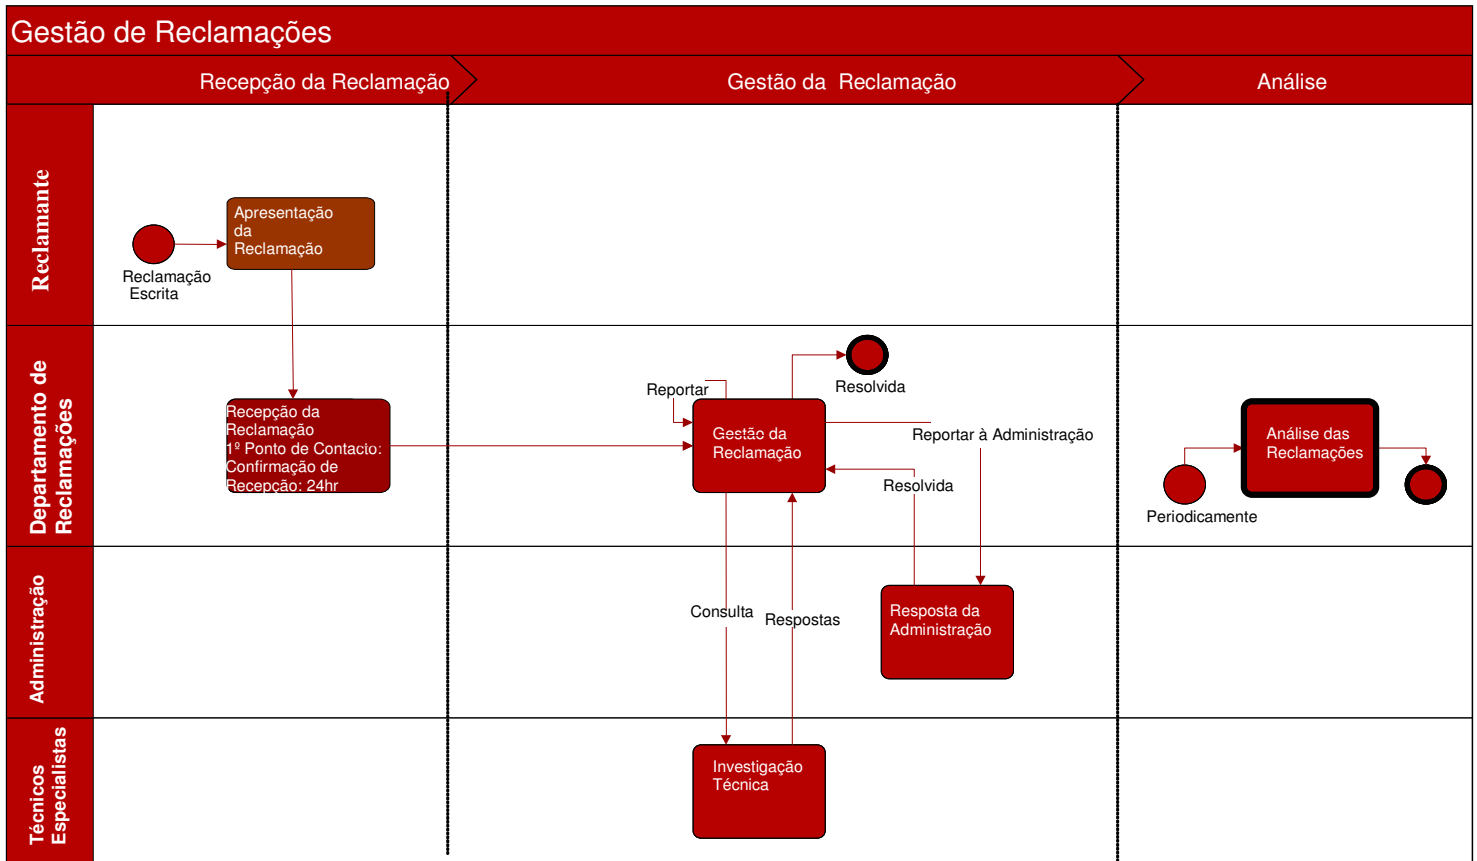 Gestão de Reclamações
Recepção da Reclamação
Gestão da Reclamação
Análise
Reclamante
Apresentação
da
Reclamação
Reclamação
Escrita
Departamento de
Reclamações
Recepção da
Reclamação
1º Ponto de Contacto:
Confirmação de
Recepção: 24hr
Reportar
Gestão da
Reclamação
Resolvida
Reportar à Administração
Resolvida
Análise das
Reclamações
Periodicamente
Administração
Consulta
Respostas
Resposta da
Administração
Técnicos
Especialistas
Investigação
Técnica